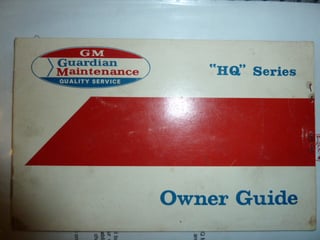 GM
Guardian
Maintenance
QUALITY SERVICE
"HQ" Series
Owner Guide